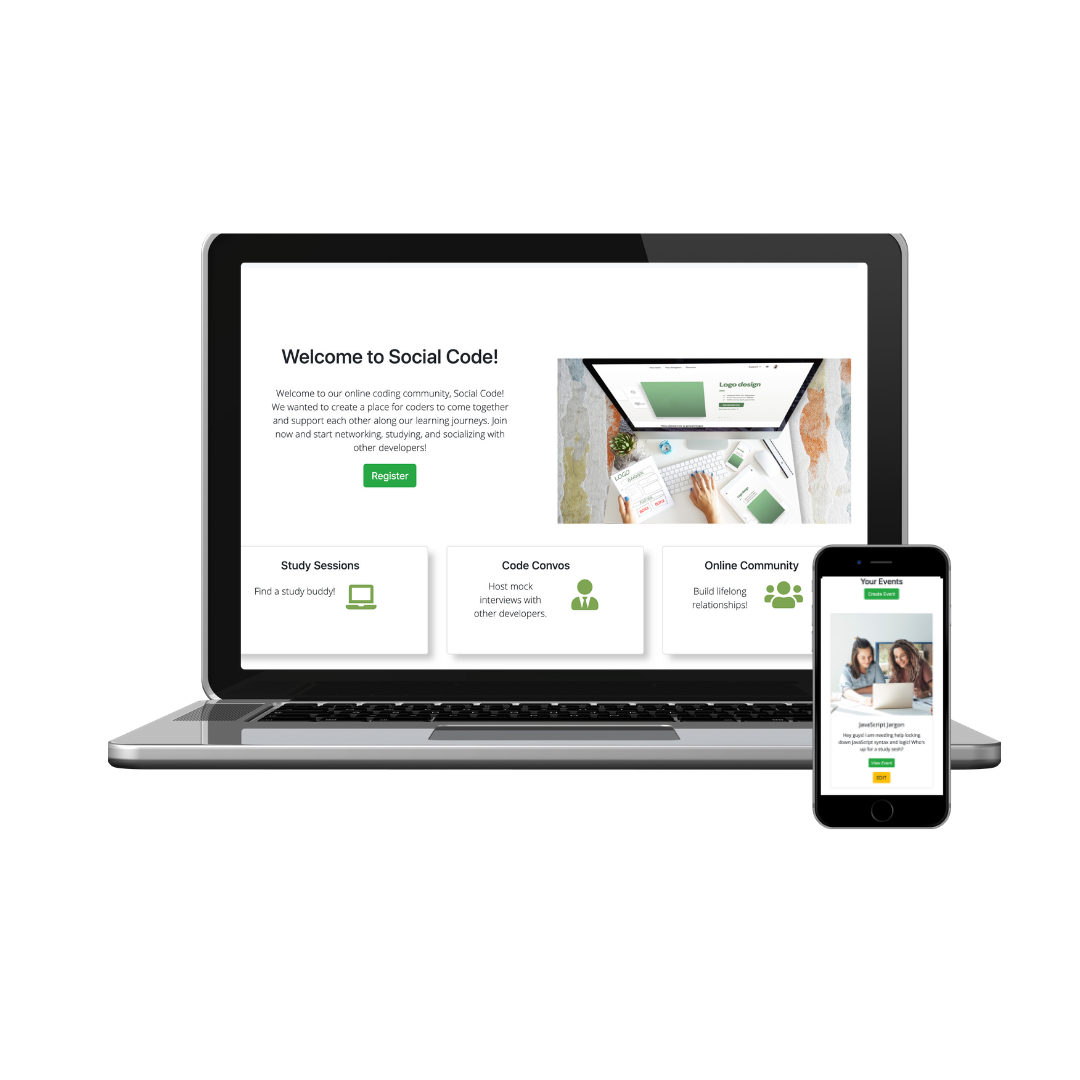 Welcome to Social Code!
Welcome to our online coding community, Social Code!
We wanted to create a place for coders to come together
and support each other along our learning journeys. Join
now and start networking, studying, and socializing with
other developers!
Register
Logo design
LOGO
Logo design
Study Sessions
Find a study buddy!
Code Convos
Host mock
interviews with
other developers.
Online Community
Build lifelong
relationships!
Your Events
Create Event
JavaScript Jargon
Hey guys! I am needing help locking
down JavaScript syntax and logic! Who's
up for a study sesh?
View Event
EDIT